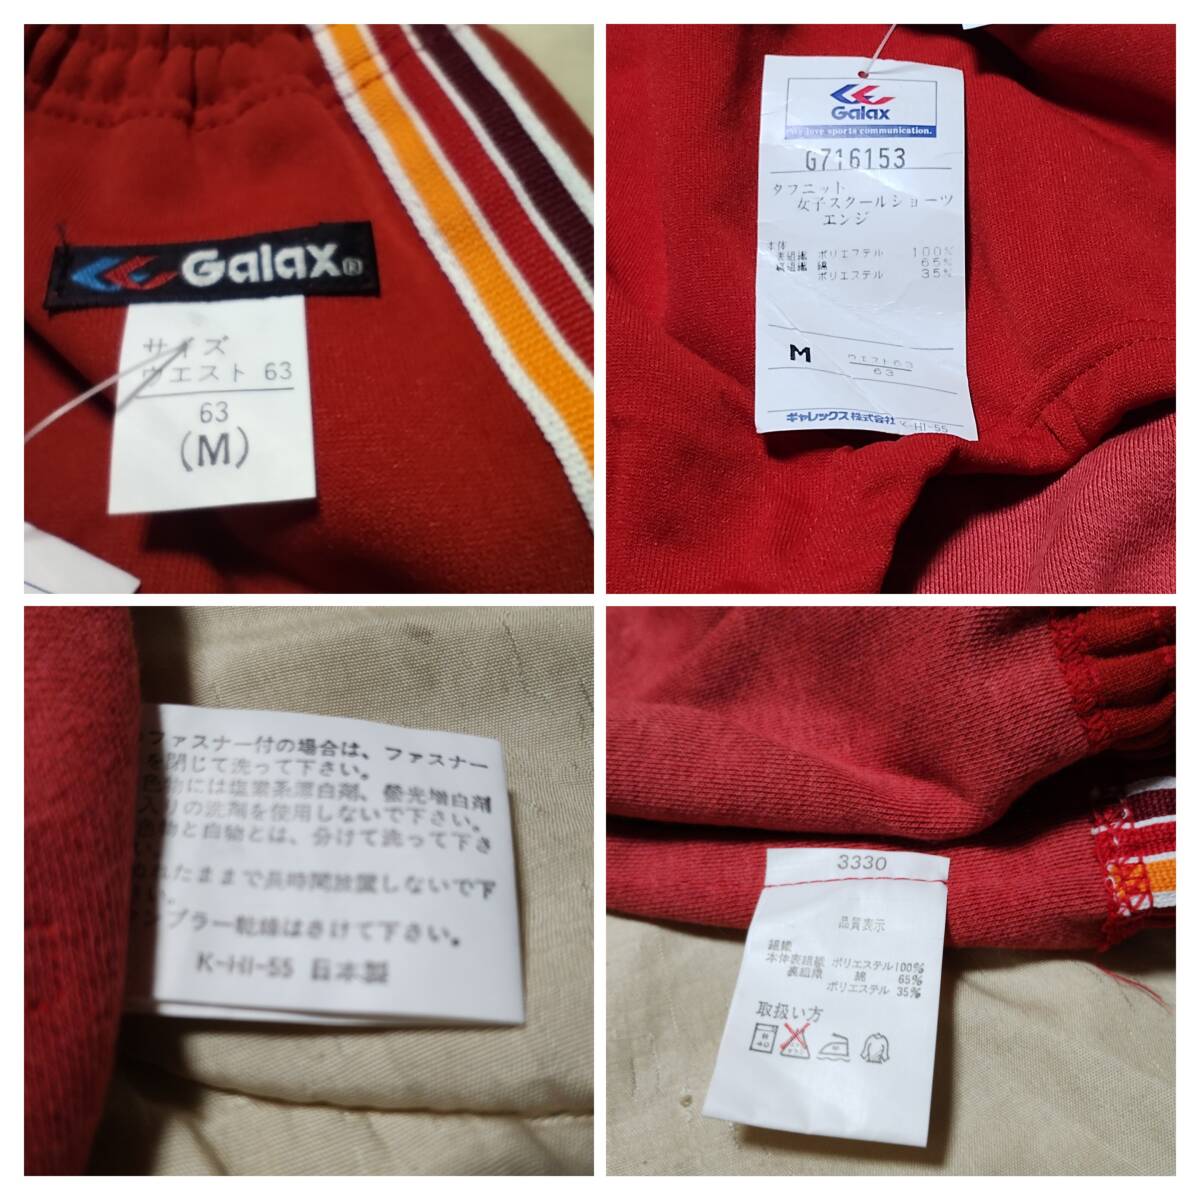 Galax
サイズ
ウエスト 63
63
(M)
Galax
We love sports communication.
G716153
タフニット
女子スクールショーツ
エンジ
本体
表組織 ポリエステル 100%
裏組織 綿 65%
ポリエステル 35%
M
ウエスト63
63
ギャレックス株式会社
K-HI-55
ファスナー付の場合は、ファスナー
を閉じて洗って下さい。
色物には塩素系漂白剤、螢光増白剤
入りの洗剤を使用しないで下さい。
色物と白物とは、分けて洗って下さ
れたままで長時間放置しないで下
い。
ンブラー乾燥はさけて下さい。
K-HI-55 日本製
3330
品質表示
組織
本体表組織 ポリエステル100%
裏組織 綿 65%
ポリエステル 35%
取扱い方
40